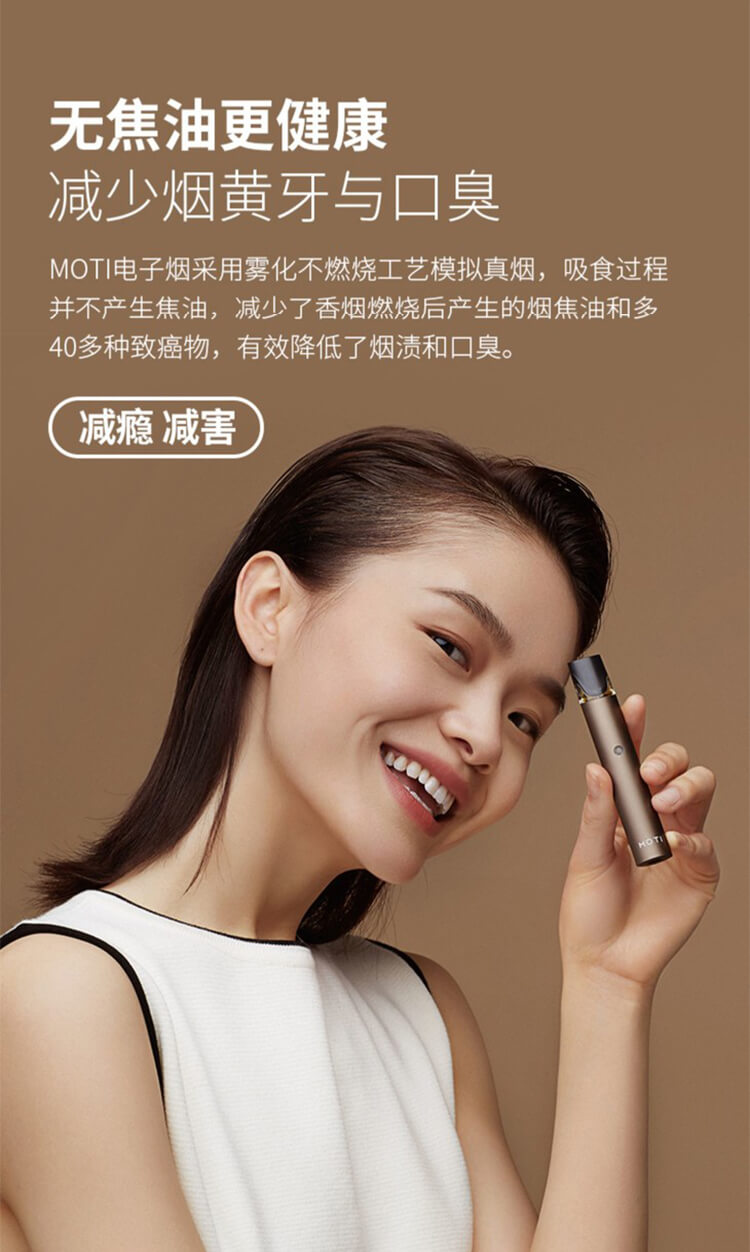 无焦油更健康
减少烟黄牙与口臭
MOTI电子烟采用雾化不燃烧工艺模拟真烟，吸食过程
并不产生焦油，减少了香烟燃烧后产生的烟焦油和多
40多种致癌物，有效降低了烟渍和口臭。
减瘾 减害
MOTI